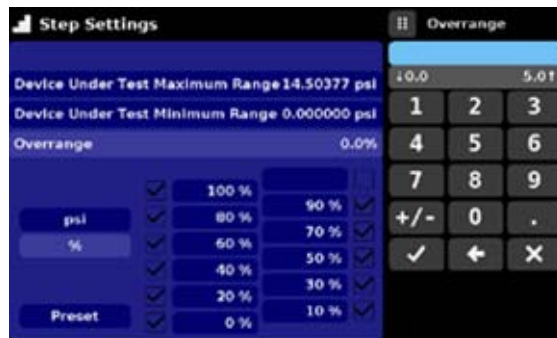 Step Settings
Overrange
Device Under Test Maximum Range 14.50377 psi
↓0.0 5.0↑
Device Under Test Minimum Range 0.000000 psi
Overrange 0.0%
1 2 3
4 5 6
7 8 9
+/- 0 .
100 %
90 %
psi
80 %
70 %
%
60 %
50 %
40 %
30 %
20 %
10 %
Preset
0 %